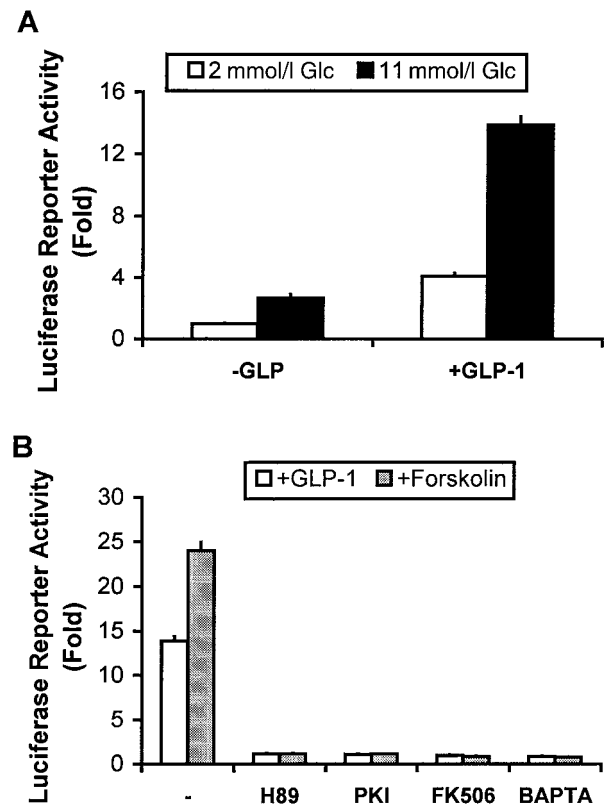 A
2 mmol/l Glc 11 mmol/l Glc
Luciferase Reporter Activity
(Fold)
16
12
8
4
0
-GLP +GLP-1
B
+GLP-1 +Forskolin
Luciferase Reporter Activity
(Fold)
30
25
20
15
10
5
0
- H89 PKI FK506 BAPTA